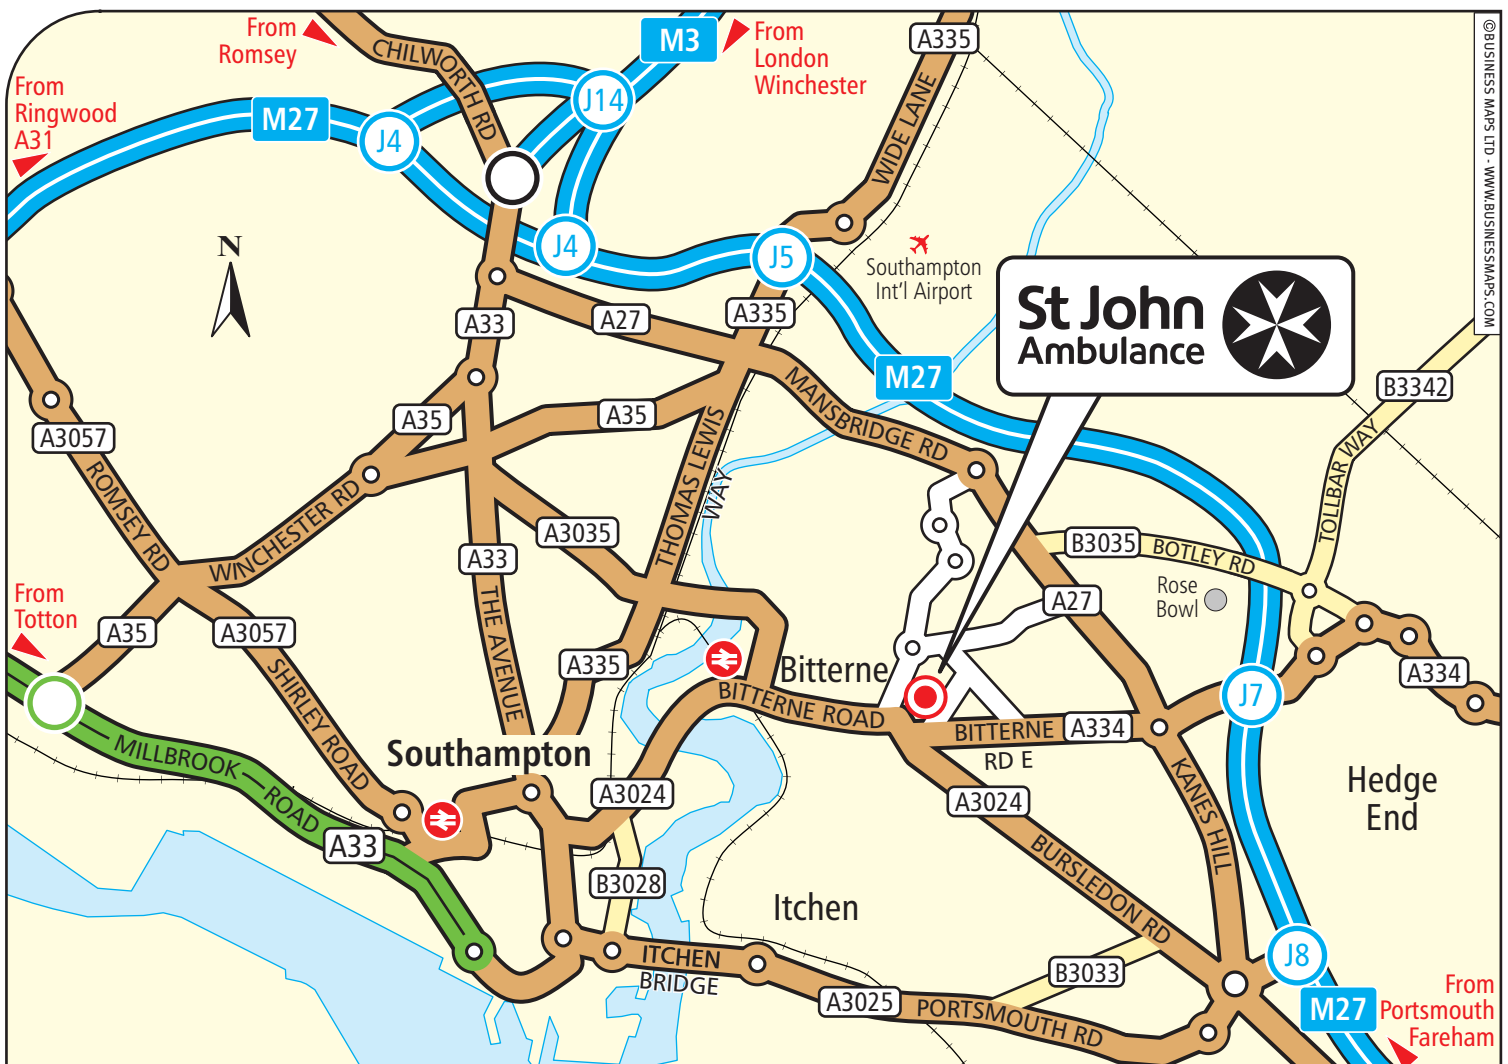 From
Romsey
CHILWORTH RD
M3
From
London
Winchester
A335
©BUSINESS MAPS LTD - WWW.BUSINESSMAPS.COM
From
Ringwood
A31
M27
J4
J14
WIDE LANE
N
J4
J5
Southampton
Int'l Airport
St John
Ambulance
A33
A27
A335
M27
B3342
A3057
A35
A35
MANSBRIDGE RD
TOLLBAR WAY
ROMSEY RD
WINCHESTER RD
A3035
THOMAS LEWIS
WAY
B3035
BOTLEY RD
A33
Rose
Bowl
From
Totton
A35
A3057
THE AVENUE
A27
A335
Bitterne
A334
SHIRLEY ROAD
BITTERNE ROAD
J7
MILLBROOK
ROAD
Southampton
BITTERNE
RD E
A334
A3024
A3024
KANES HILL
Hedge
End
A33
B3028
BURSLEDON RD
Itchen
ITCHEN
BRIDGE
B3033
J8
A3025
PORTSMOUTH RD
M27
From
Portsmouth
Fareham